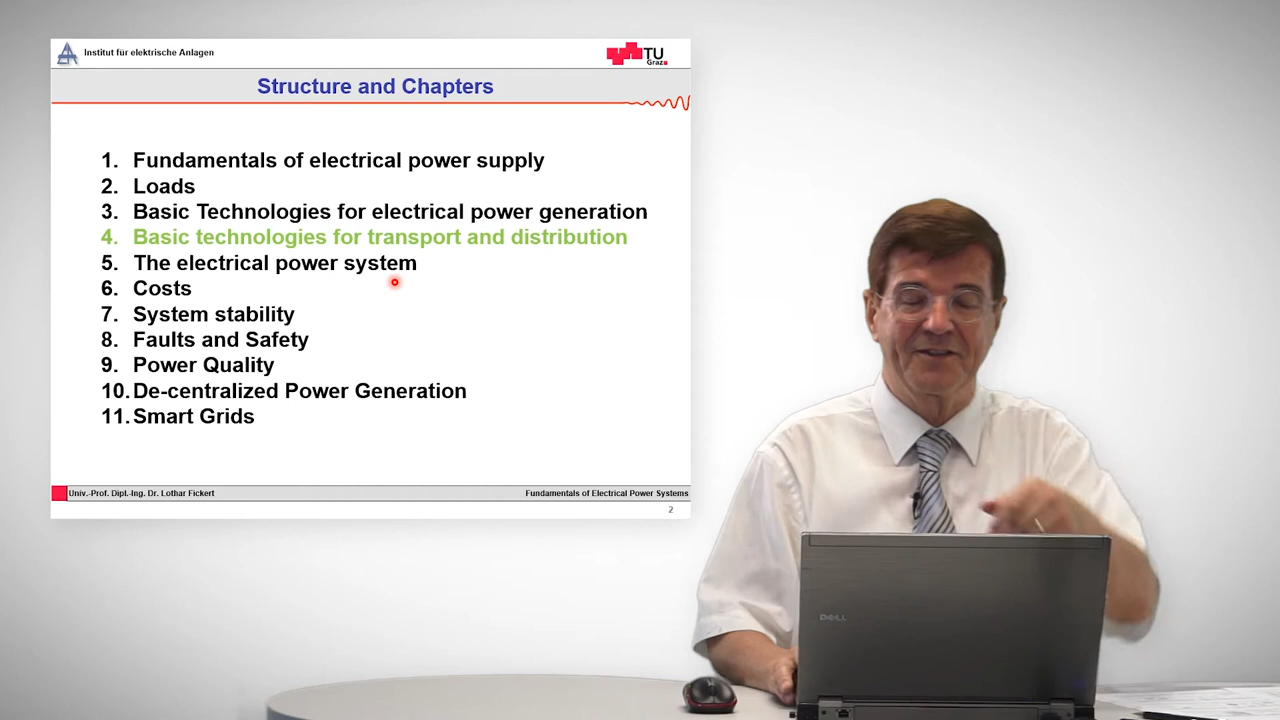 Institut für elektrische Anlagen
TU
Graz
Structure and Chapters
1. Fundamentals of electrical power supply
2. Loads
3. Basic Technologies for electrical power generation
4. Basic technologies for transport and distribution
5. The electrical power system
6. Costs
7. System stability
8. Faults and Safety
9. Power Quality
10. De-centralized Power Generation
11. Smart Grids
Univ.-Prof. Dipl.-Ing. Dr. Lothar Fickert
Fundamentals of Electrical Power Systems
2
DELL